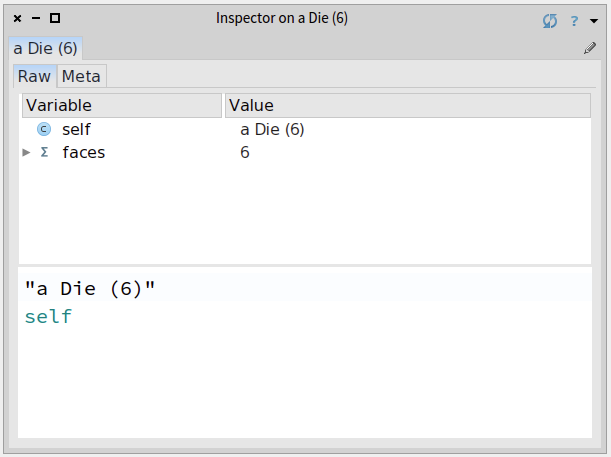 Inspector on a Die (6)
?
a Die (6)
Raw Meta
Variable Value
C self a Die (6)
Σ faces 6
"a Die (6)"
self